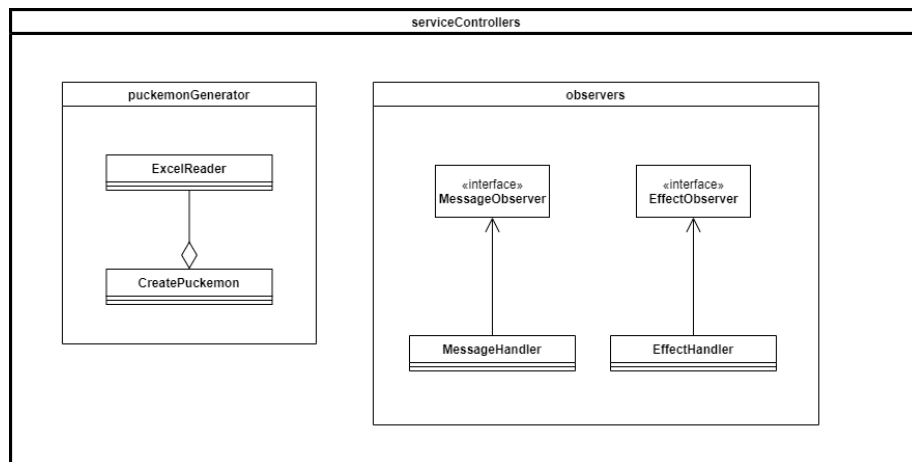 serviceControllers
puckemonGenerator
observers
ExcelReader
CreatePuckemon
«interface»
MessageObserver
«interface»
EffectObserver
MessageHandler
EffectHandler